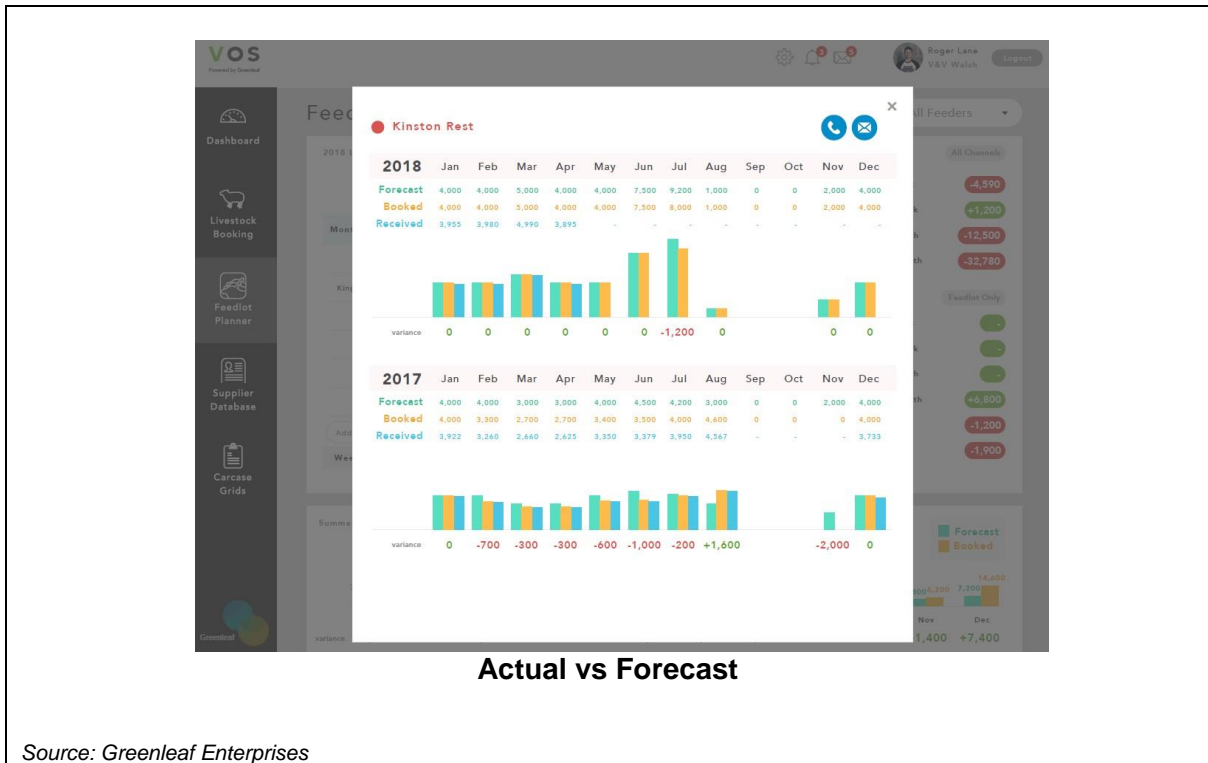 VOS
Powered by Greenleaf
Roger Lane
V&V Walsh
Logout
Dashboard
Livestock
Booking
Feedlot
Planner
Supplier
Database
Carcase
Grids
Greenleaf
All Feeders
All Channels
-4,590
+1,200
-12,500
-32,780
Feedlot Only
+6,800
-1,200
-1,900
Kinston Rest
2018 Jan Feb Mar Apr May Jun Jul Aug Sep Oct Nov Dec
Forecast 4,000 4,000 5,000 4,000 4,000 7,500 9,200 1,000 0 0 2,000 4,000
Booked 4,000 4,000 5,000 4,000 4,000 7,500 8,000 1,000 0 0 2,000 4,000
Received 3,955 3,980 4,990 3,895 - - - - - - - -
variance 0 0 0 0 0 0 -1,200 0 0 0
2017 Jan Feb Mar Apr May Jun Jul Aug Sep Oct Nov Dec
Forecast 4,000 4,000 3,000 3,000 4,000 4,500 4,200 3,000 0 0 2,000 4,000
Booked 4,000 3,300 2,700 2,700 3,400 3,500 4,000 4,600 0 0 0 4,000
Received 3,922 3,260 2,660 2,625 3,350 3,379 3,950 4,567 - - - 3,733
variance 0 -700 -300 -300 -600 -1,000 -200 +1,600 -2,000 0
Forecast
Booked
14,600
7,200
Nov Dec
+7,400
variance
Actual vs Forecast
Source: Greenleaf Enterprises